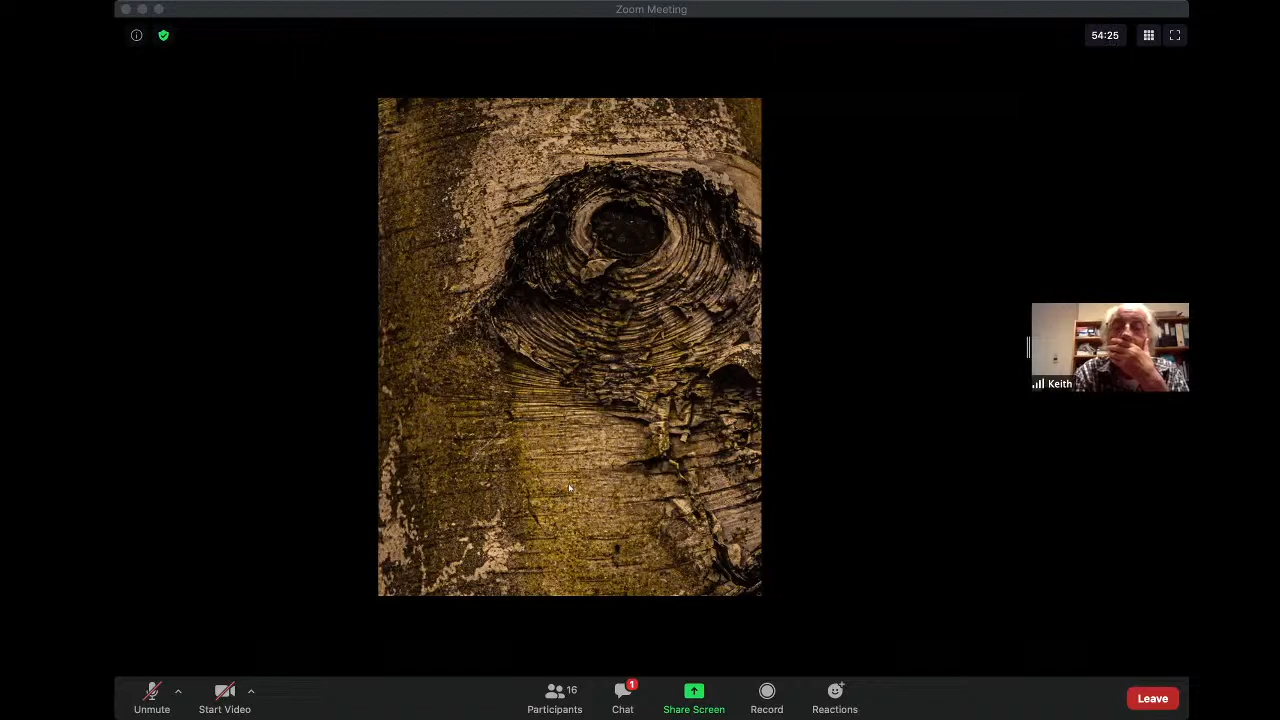 Zoom Meeting
54:25
Keith
16
1
Unmute
Start Video
Participants
Chat
Share Screen
Record
Reactions
Leave